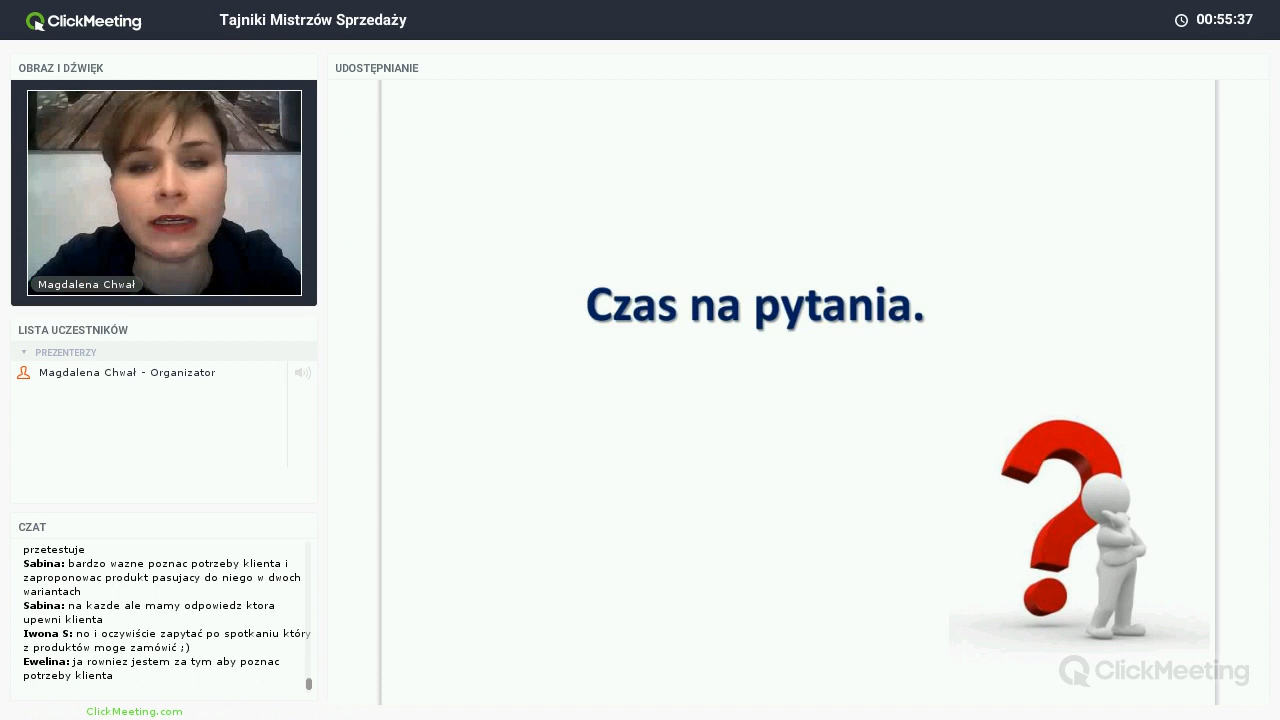 ClickMeeting
Tajniki Mistrzów Sprzedaży
00:55:37
OBRAZ I DŹWIĘK
Magdalena Chwał
LISTA UCZESTNIKÓW
PREZENTERZY
Magdalena Chwał - Organizator
CZAT
przetestuje
Sabina: bardzo wazne poznac potrzeby klienta i
zaproponowac produkt pasujacy do niego w dwoch
wariantach
Sabina: na kazde ale mamy odpowiedz ktora
upewni klienta
Iwona S: no i oczywiście zapytać po spotkaniu który
z produktów moge zamówić ;)
Ewelina: ja rowniez jestem za tym aby poznac
potrzeby klienta
ClickMeeting.com
UDOSTĘPNIANIE
Czas na pytania.
?
ClickMeeting